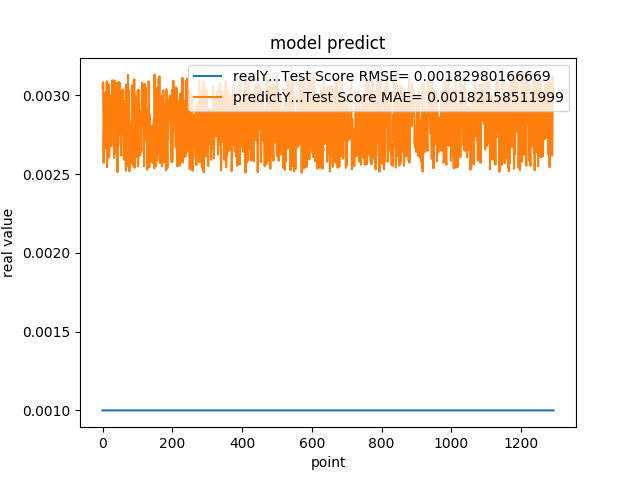 model predict
realY...Test Score RMSE= 0.00182980166669
predictY...Test Score MAE= 0.00182158511999
0.0030
0.0025
0.0020
0.0015
0.0010
real value
0 200 400 600 800 1000 1200
point